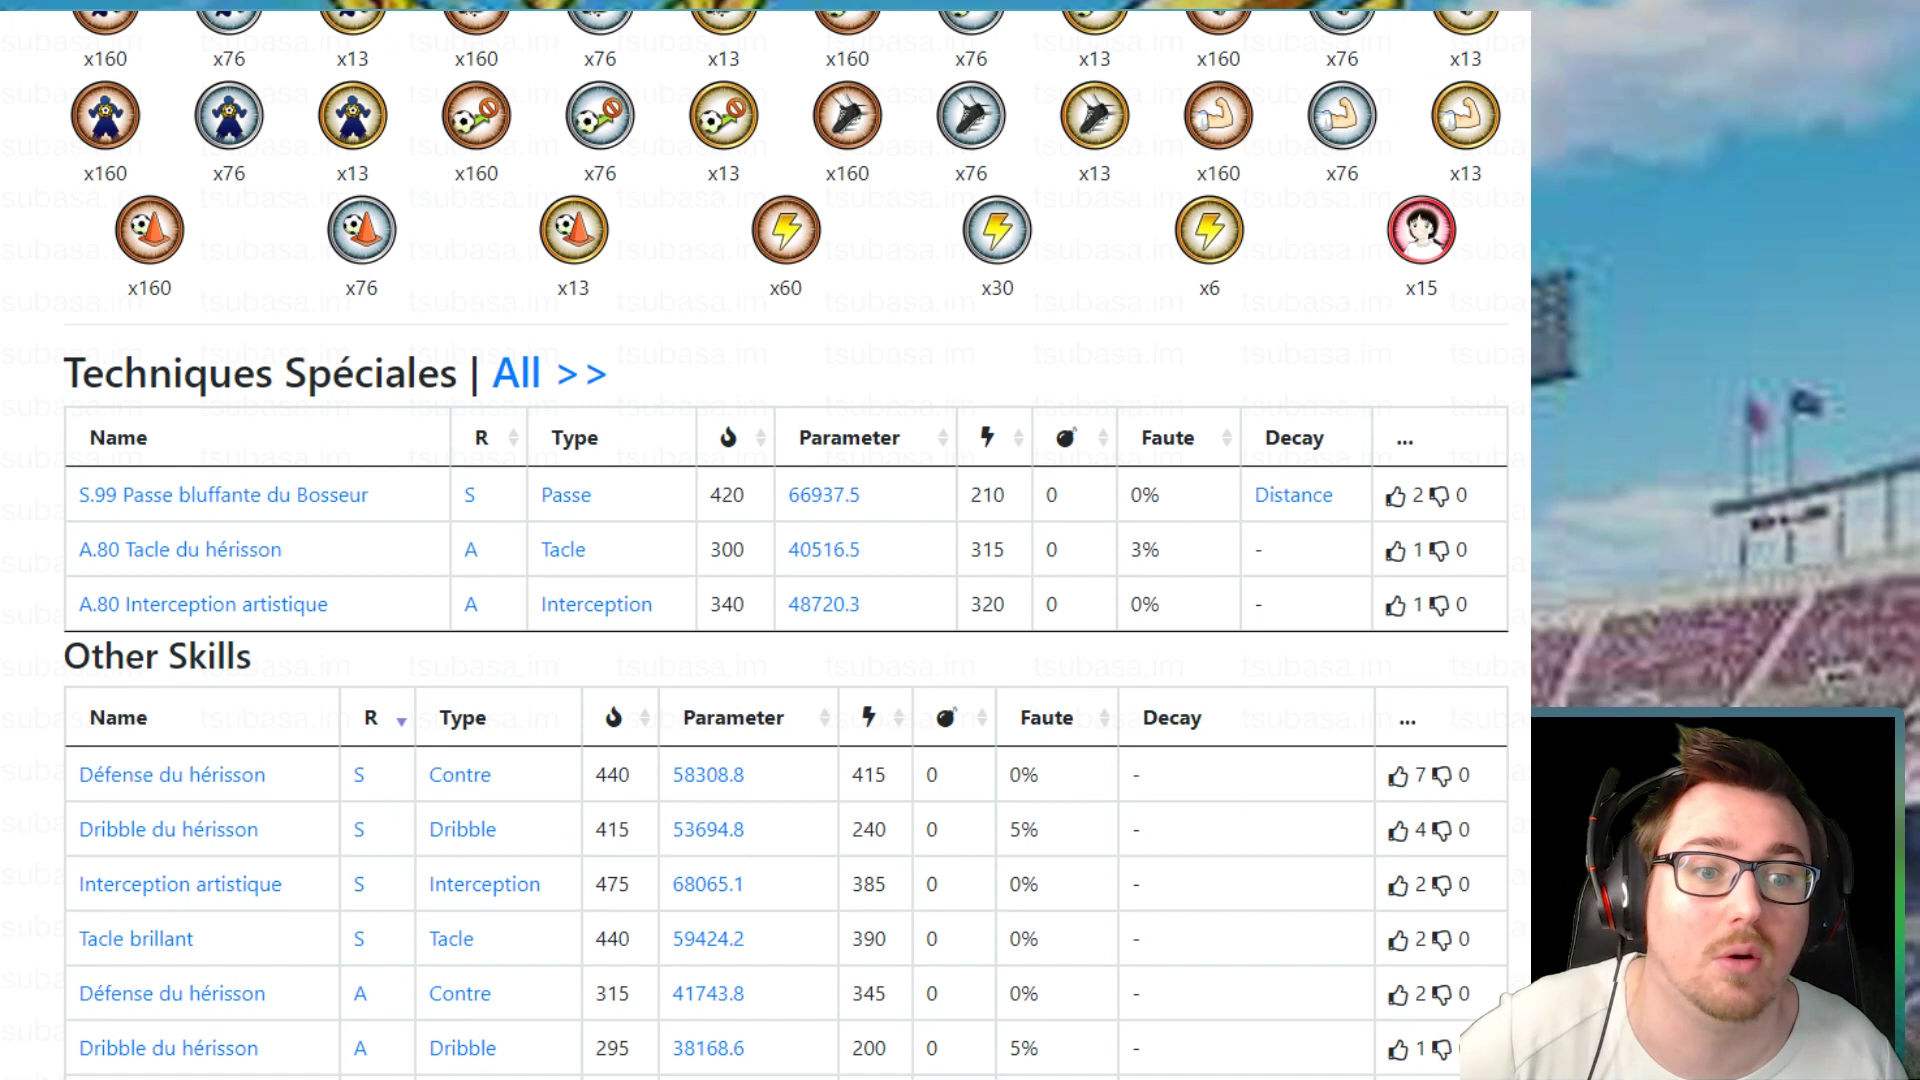 x160 x76 x13 x160 x76 x13 x160 x76 x13 x160 x76 x13
x160 x76 x13 x160 x76 x13 x160 x76 x13 x160 x76 x13
x160 x76 x13 x60 x30 x6 x15
Techniques Spéciales | All >>
Name R Type Parameter Faute Decay ...
S.99 Passe bluffante du Bosseur S Passe 420 66937.5 210 0 0% Distance 2 0
A.80 Tacle du hérisson A Tacle 300 40516.5 315 0 3% - 1 0
A.80 Interception artistique A Interception 340 48720.3 320 0 0% - 1 0
Other Skills
Name R Type Parameter Faute Decay ...
Défense du hérisson S Contre 440 58308.8 415 0 0% - 7 0
Dribble du hérisson S Dribble 415 53694.8 240 0 5% - 4 0
Interception artistique S Interception 475 68065.1 385 0 0% - 2 0
Tacle brillant S Tacle 440 59424.2 390 0 0% - 2 0
Défense du hérisson A Contre 315 41743.8 345 0 0% - 2 0
Dribble du hérisson A Dribble 295 38168.6 200 0 5% - 1
tsubasa.im